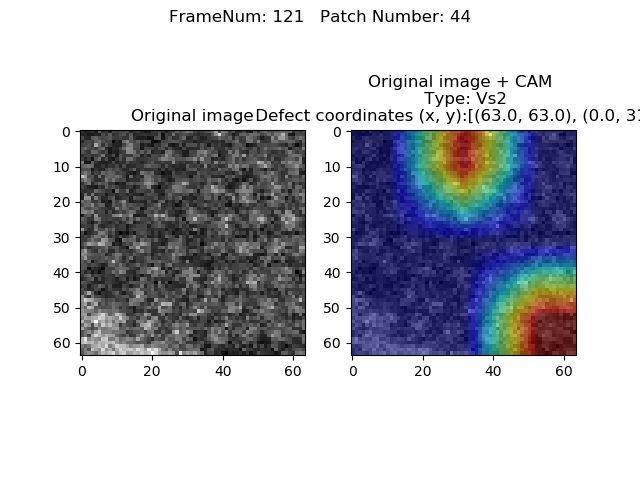 FrameNum: 121   Patch Number: 44
Original image + CAM
Type: Vs2
Original image
Defect coordinates (x, y):[(63.0, 63.0), (0.0, 31
0
10
20
30
40
50
60
0 20 40 60
0
10
20
30
40
50
60
0 20 40 60